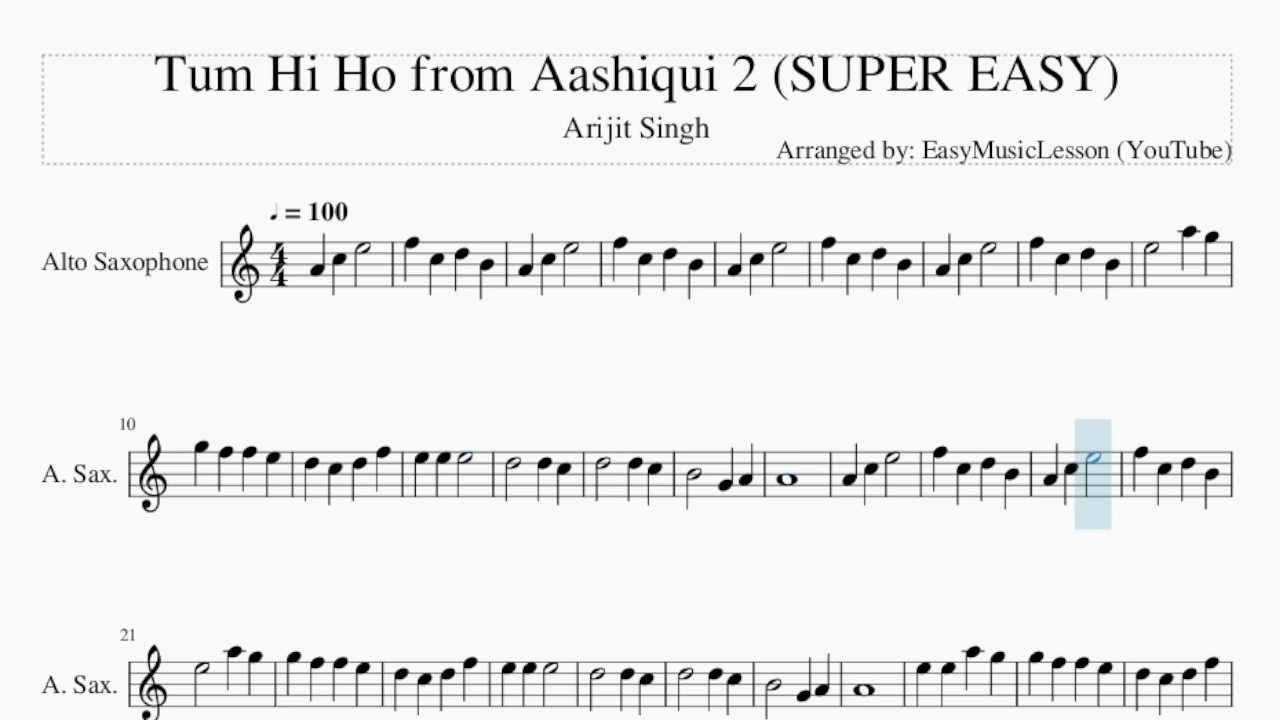 Tum Hi Ho from Aashiqui 2 (SUPER EASY)
Arijit Singh
Arranged by: EasyMusicLesson (YouTube)
♩ = 100
Alto Saxophone
4
4
10
A. Sax.
21
A. Sax.